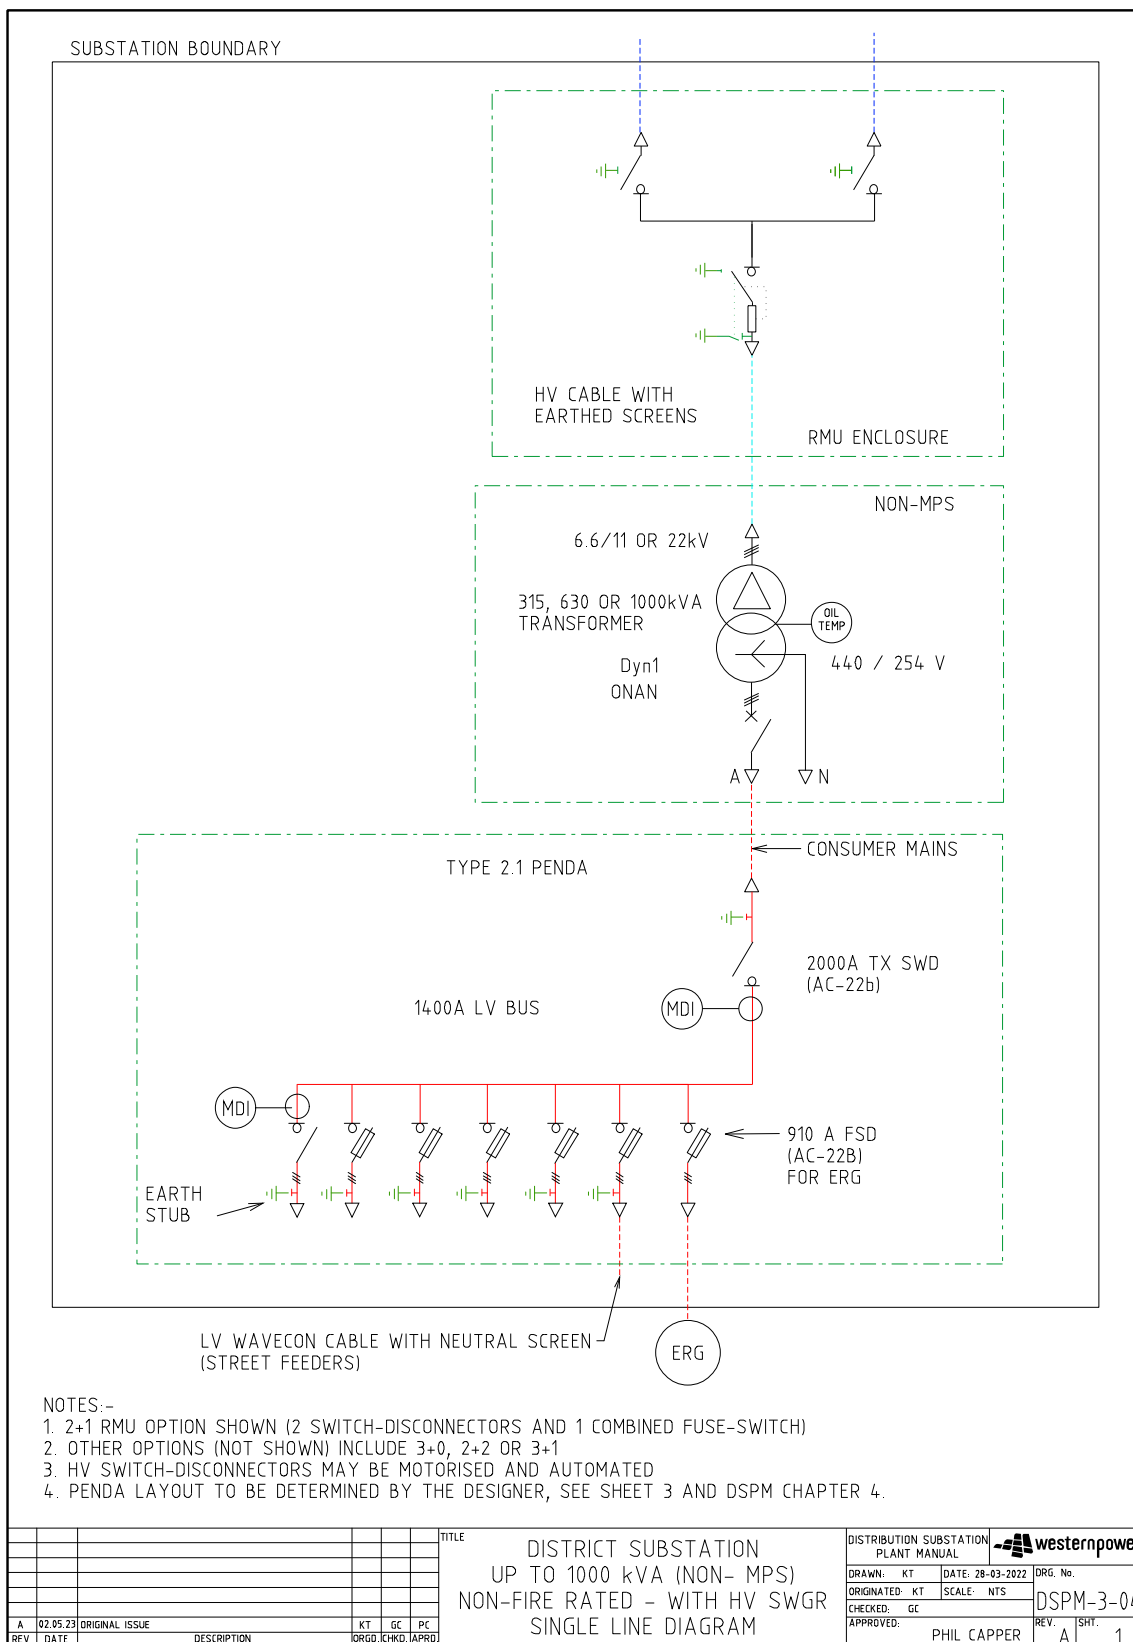 SUBSTATION BOUNDARY
HV CABLE WITH
EARTHED SCREENS
RMU ENCLOSURE
NON-MPS
6.6/11 OR 22kV
315, 630 OR 1000kVA
TRANSFORMER
OIL
TEMP
Dyn1
ONAN
440 / 254 V
A
N
CONSUMER MAINS
TYPE 2.1 PENDA
2000A TX SWD
(AC-22b)
1400A LV BUS
MDI
MDI
910 A FSD
(AC-22B)
FOR ERG
EARTH
STUB
LV WAVECON CABLE WITH NEUTRAL SCREEN
(STREET FEEDERS)
ERG
NOTES:-
1. 2+1 RMU OPTION SHOWN (2 SWITCH-DISCONNECTORS AND 1 COMBINED FUSE-SWITCH)
2. OTHER OPTIONS (NOT SHOWN) INCLUDE 3+0, 2+2 OR 3+1
3. HV SWITCH-DISCONNECTORS MAY BE MOTORISED AND AUTOMATED
4. PENDA LAYOUT TO BE DETERMINED BY THE DESIGNER, SEE SHEET 3 AND DSPM CHAPTER 4.
A 02.05.23 ORIGINAL ISSUE KT GC PC
REV DATE DESCRIPTION ORGD. CHKD. APRD.
TITLE
DISTRICT SUBSTATION
UP TO 1000 kVA (NON- MPS)
NON-FIRE RATED - WITH HV SWGR
SINGLE LINE DIAGRAM
DISTRIBUTION SUBSTATION
PLANT MANUAL
westernpowe
DRAWN: KT
DATE: 28-03-2022
DRG. No.
ORIGINATED: KT
SCALE: NTS
DSPM-3-04
CHECKED: GC
APPROVED:
PHIL CAPPER
REV.
A
SHT.
1